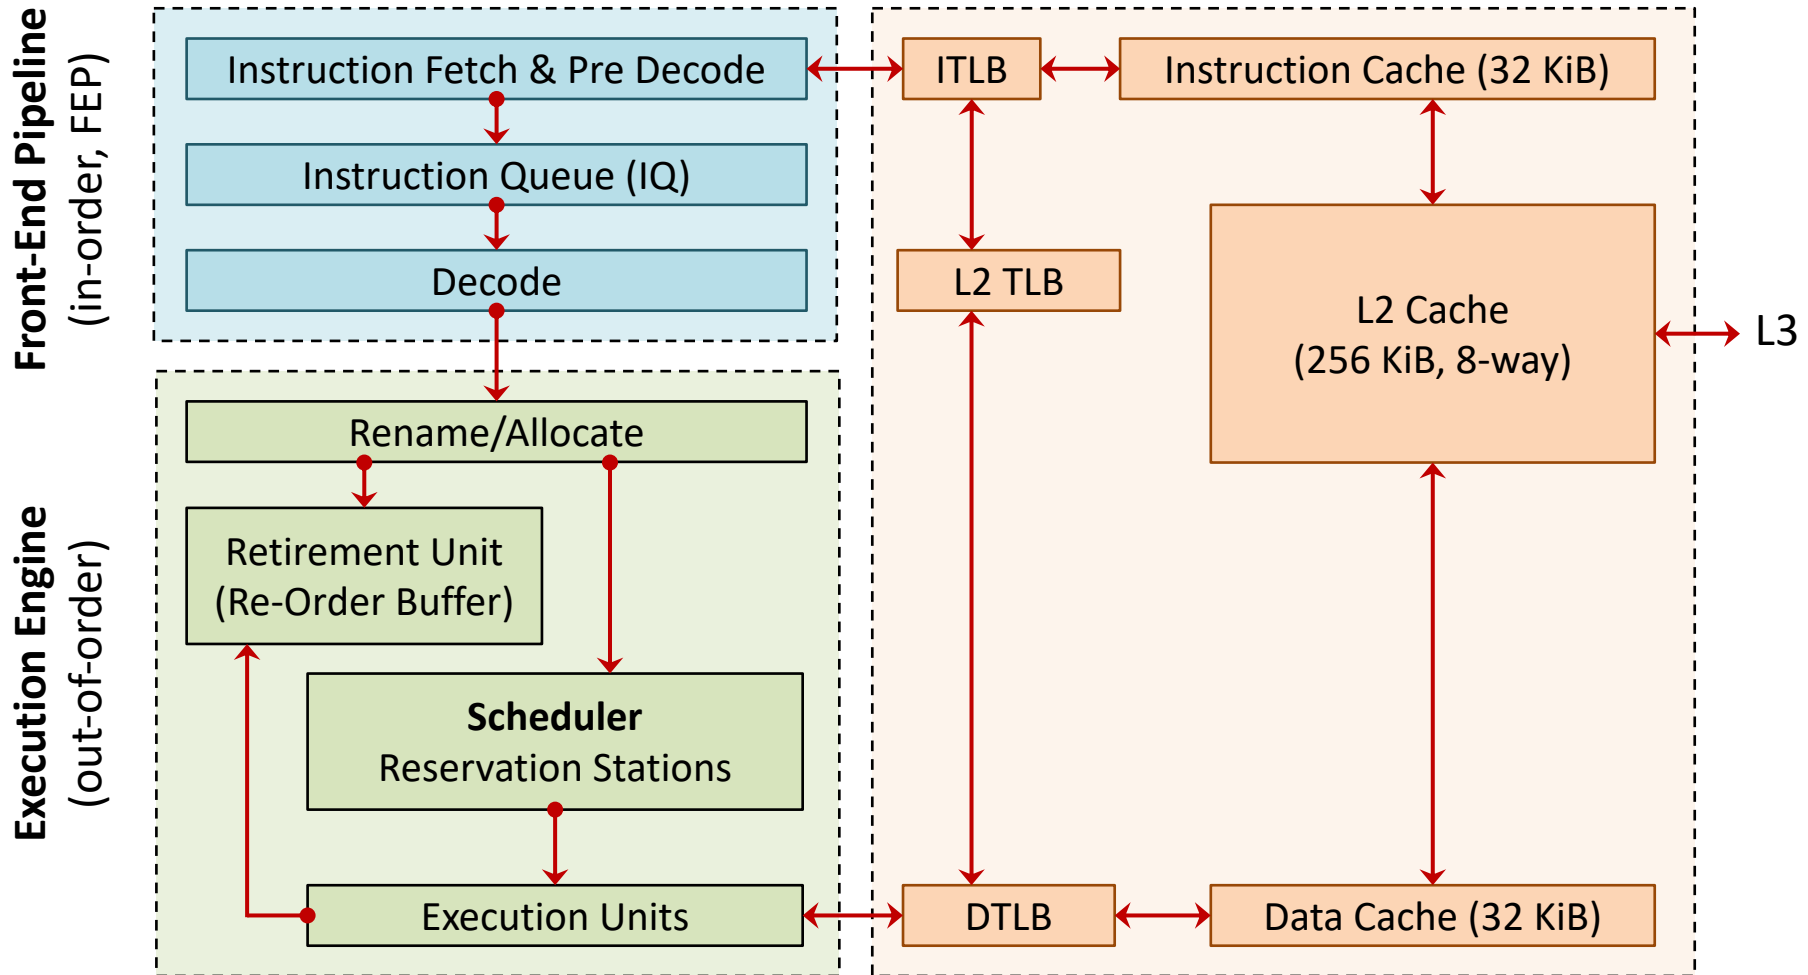 Front-End Pipeline
(in-order, FEP)
Instruction Fetch & Pre Decode
Instruction Queue (IQ)
Decode
Execution Engine
(out-of-order)
Rename/Allocate
Retirement Unit
(Re-Order Buffer)
Scheduler
Reservation Stations
Execution Units
ITLB
Instruction Cache (32 KiB)
L2 TLB
L2 Cache
(256 KiB, 8-way)
L3
DTLB
Data Cache (32 KiB)